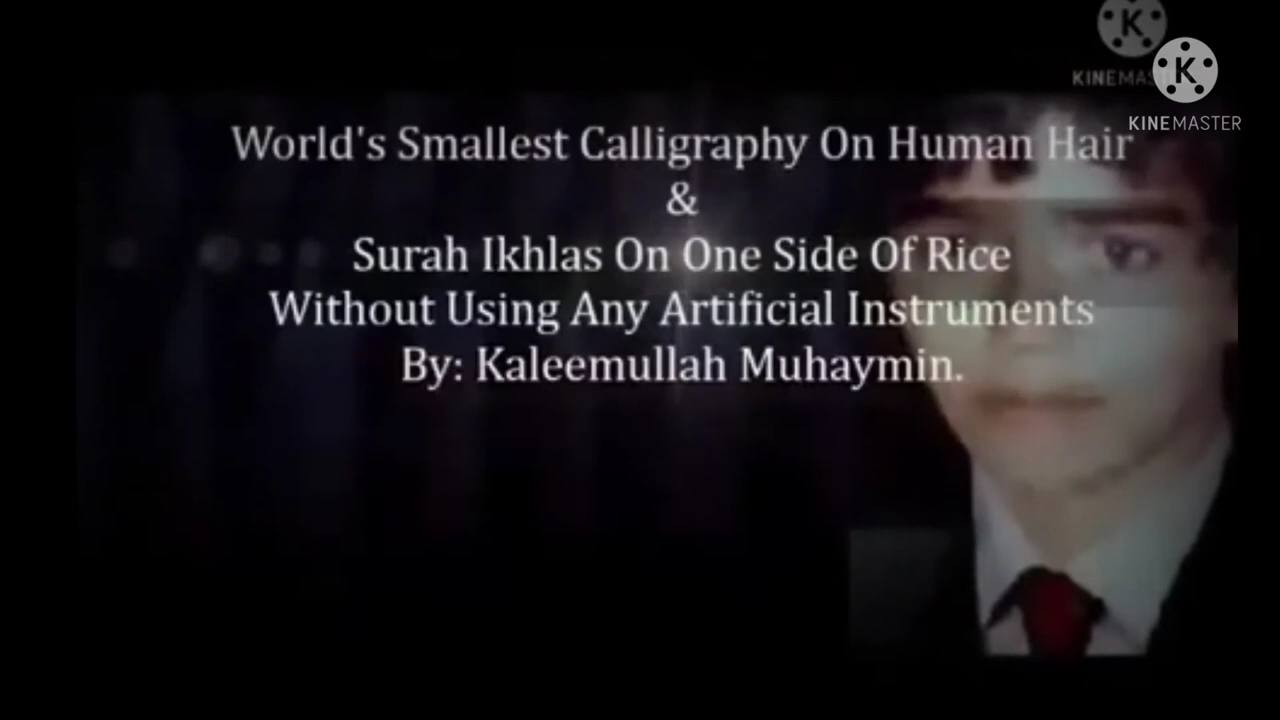 KINEMA
KINEMASTER
World's Smallest Calligraphy On Human Hair
&
Surah Ikhlas On One Side Of Rice
Without Using Any Artificial Instruments
By: Kaleemullah Muhaymin.